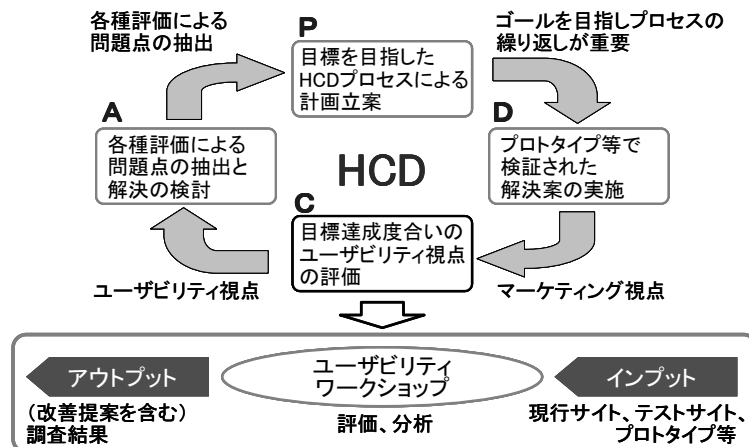 各種評価による
問題点の抽出
P
目標を目指した
HCDプロセスによる
計画立案
ゴールを目指しプロセスの
繰り返しが重要
A
各種評価による
問題点の抽出と
解決の検討
HCD
D
プロトタイプ等で
検証された
解決案の実施
C
目標達成度合いの
ユーザビリティ視点
の評価
ユーザビリティ視点
マーケティング視点
アウトプット
(改善提案を含む)
調査結果
ユーザビリティ
ワークショップ
評価、分析
インプット
現行サイト、テストサイト、
プロトタイプ等